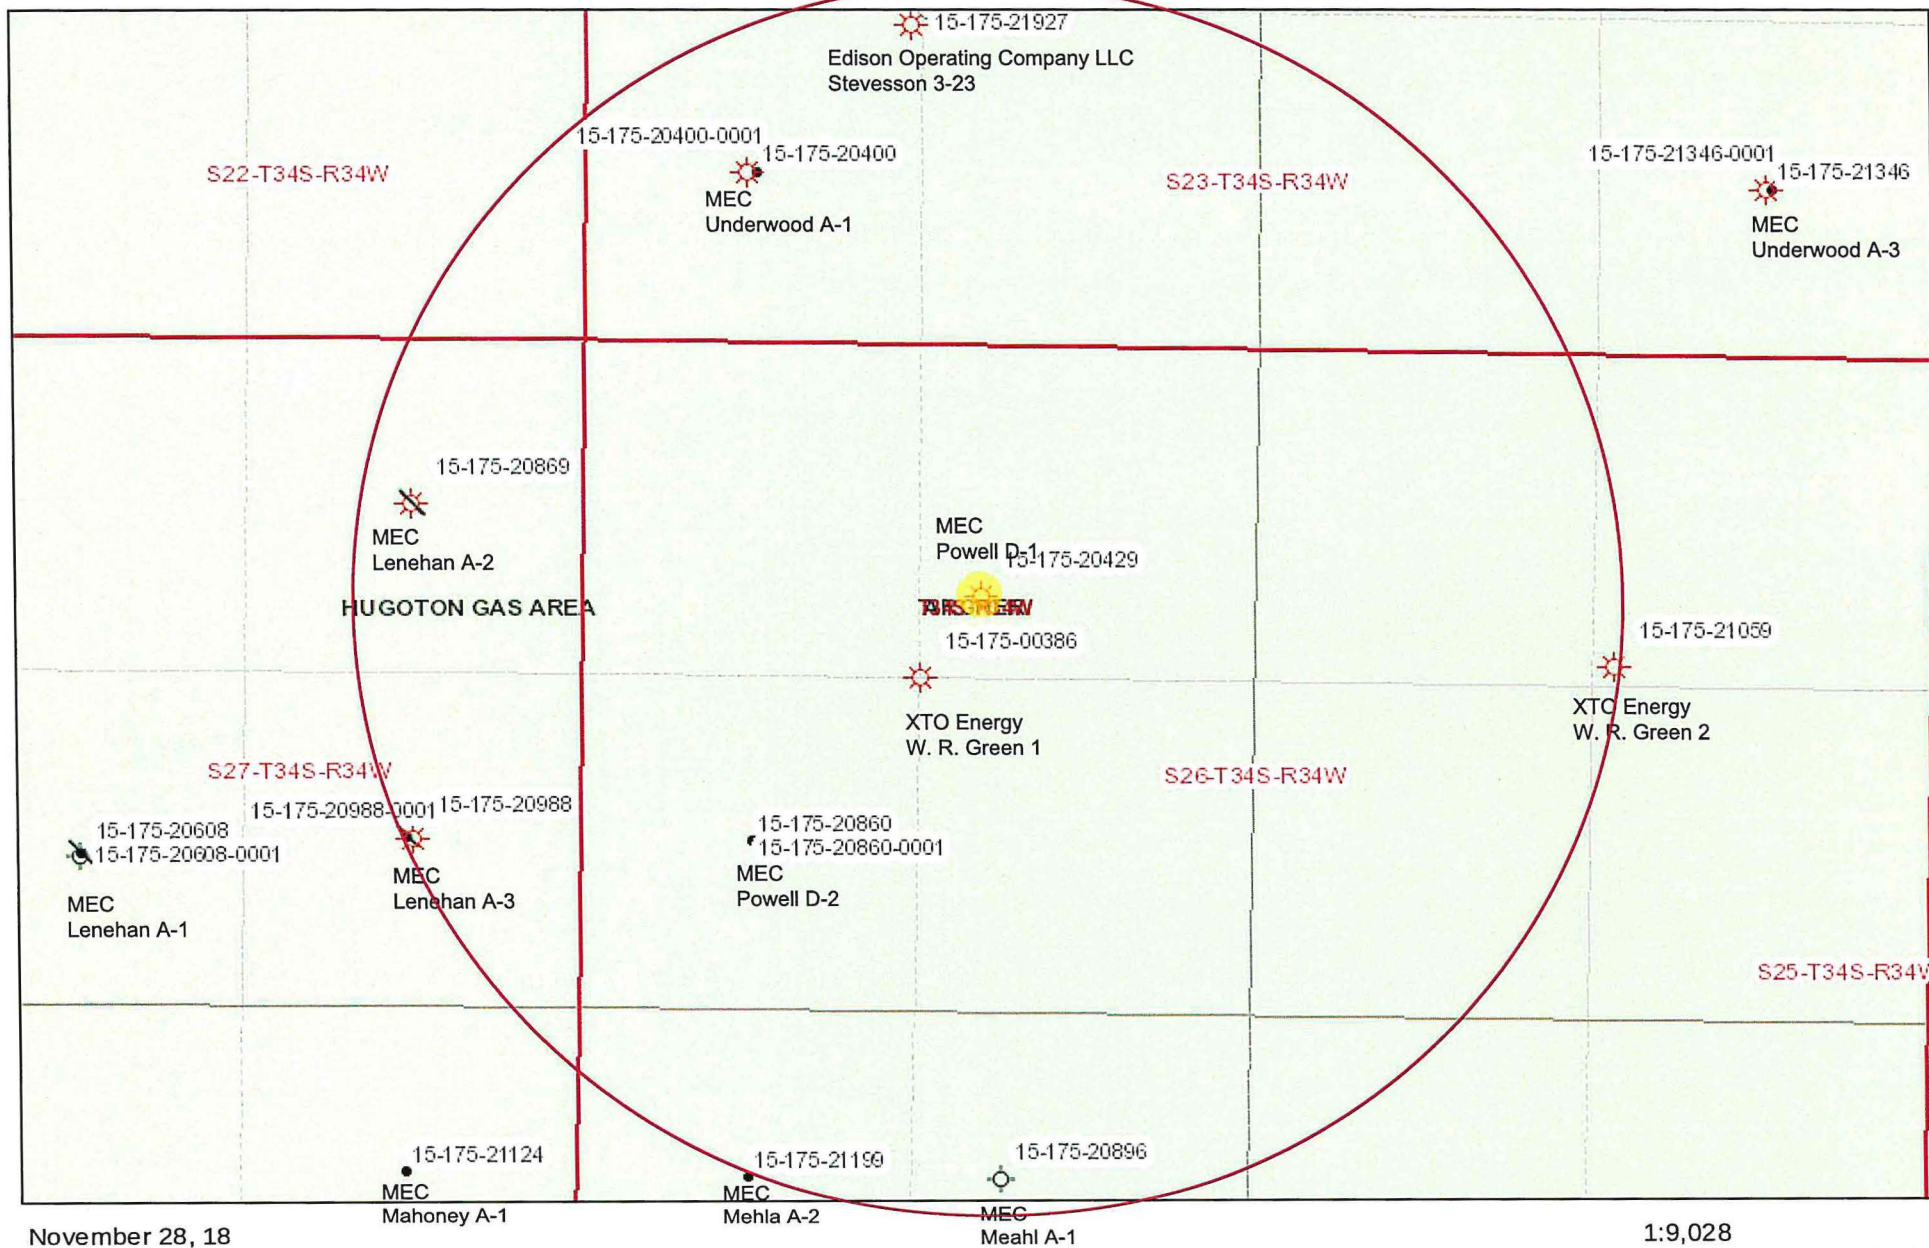 15-175-21927
Edison Operating Company LLC
Stevesson 3-23
15-175-20400-0001
15-175-20400
MEC
Underwood A-1
S22-T34S-R34W
S23-T34S-R34W
15-175-21346-0001
15-175-21346
MEC
Underwood A-3
15-175-20869
MEC
Lenehan A-2
HUGOTON GAS AREA
MEC
Powell D-1
15-175-20429
15-175-00386
XTO Energy
W. R. Green 1
15-175-21059
XTO Energy
W. R. Green 2
S27-T34S-R34W
S26-T34S-R34W
15-175-20988-0001
15-175-20988
MEC
Lenehan A-3
15-175-20608
15-175-20608-0001
MEC
Lenehan A-1
15-175-20860
15-175-20860-0001
MEC
Powell D-2
S25-T34S-R34W
15-175-21124
MEC
Mahoney A-1
15-175-21199
MEC
Mehla A-2
15-175-20896
MEC
Meahl A-1
November 28, 18
1:9,028